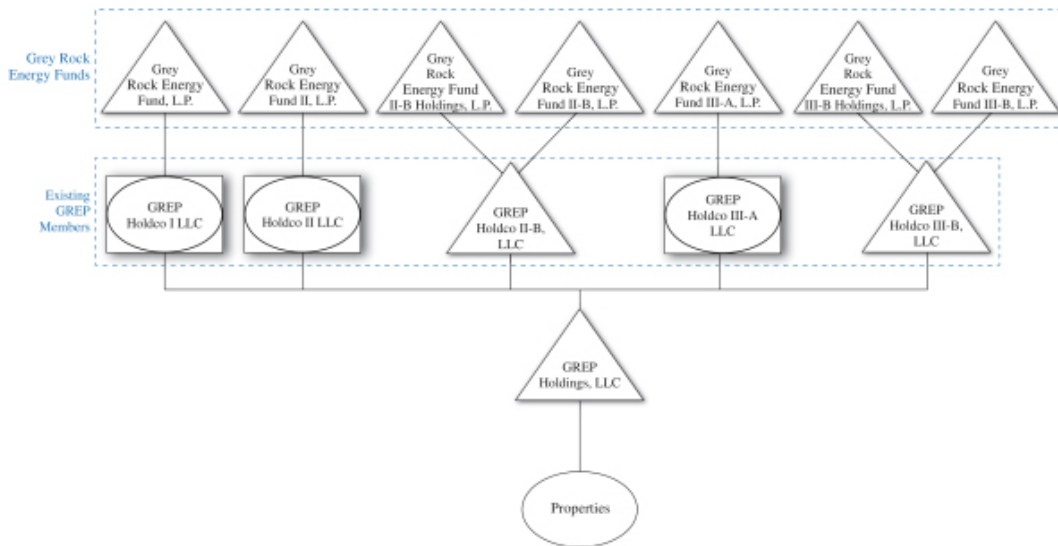 Grey Rock
Energy Funds
Grey
Rock Energy
Fund, L.P.
Grey
Rock Energy
Fund II, L.P.
Grey
Rock
Energy Fund
II-B Holdings, L.P.
Grey
Rock Energy
Fund II-B, L.P.
Grey
Rock Energy
Fund III-A, L.P.
Grey
Rock
Energy Fund
III-B Holdings, L.P.
Grey
Rock Energy
Fund III-B, L.P.
Existing
GREP
Members
GREP
Holdco I LLC
GREP
Holdco II LLC
GREP
Holdco II-B,
LLC
GREP
Holdco III-A
LLC
GREP
Holdco III-B,
LLC
GREP
Holdings, LLC
Properties